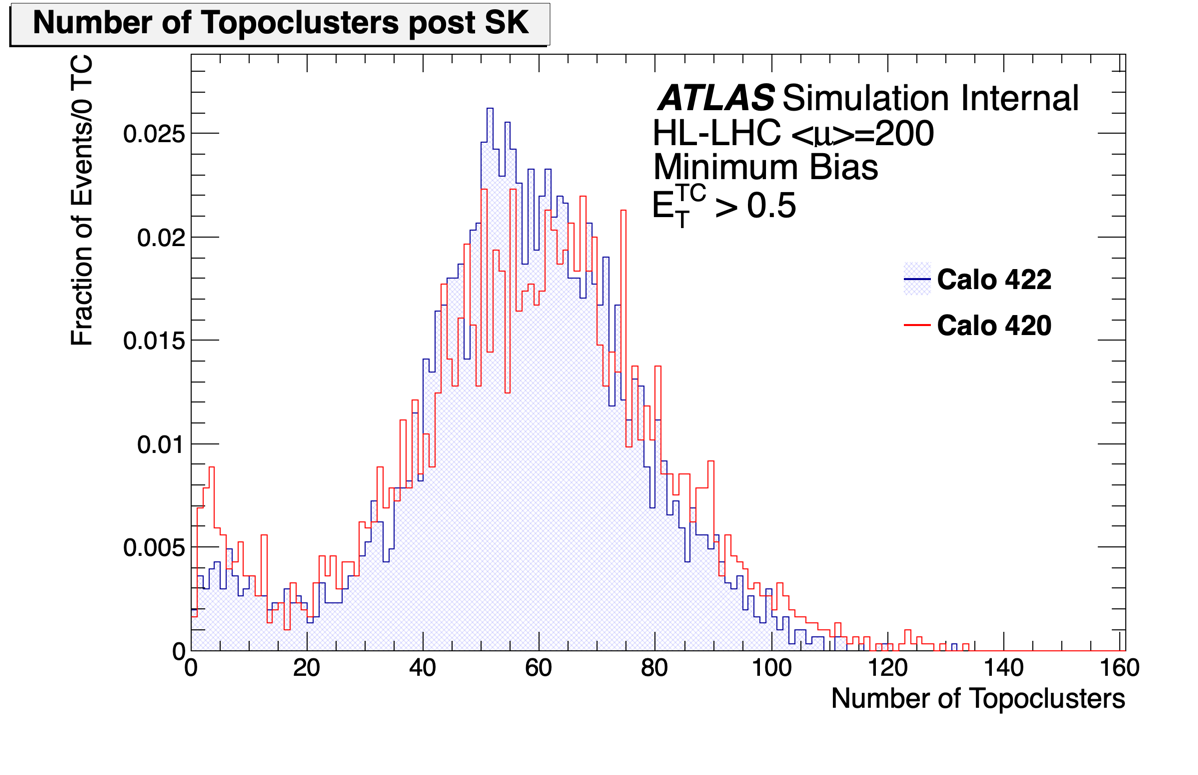 Number of Topoclusters post SK
Fraction of Events/0 TC
0.025
0.02
0.015
0.01
0.005
0
ATLAS Simulation Internal
HL-LHC <μ>=200
Minimum Bias
E_T^TC > 0.5
Calo 422
Calo 420
0 20 40 60 80 100 120 140 160
Number of Topoclusters